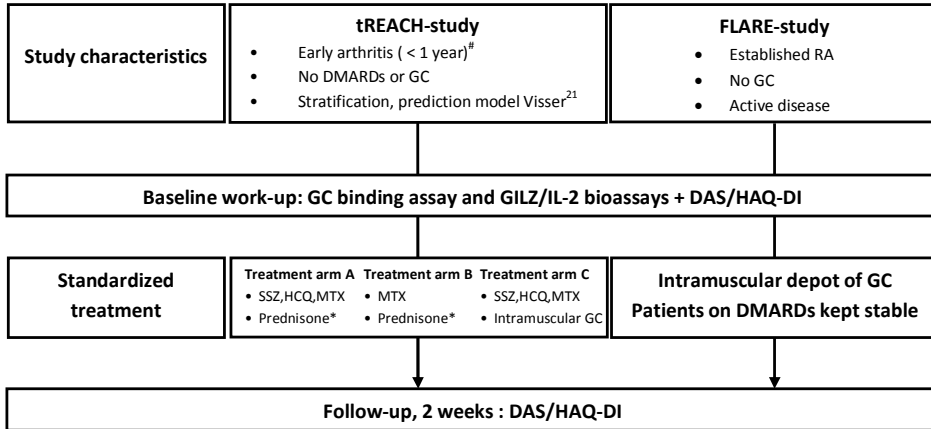 Study characteristics
tREACH-study
• Early arthritis ( < 1 year)#
• No DMARDs or GC
• Stratification, prediction model Visser21
FLARE-study
• Established RA
• No GC
• Active disease
Baseline work-up: GC binding assay and GILZ/IL-2 bioassays + DAS/HAQ-DI
Standardized
treatment
Treatment arm A
• SSZ,HCQ,MTX
• Prednisone*
Treatment arm B
• MTX
• Prednisone*
Treatment arm C
• SSZ,HCQ,MTX
• Intramuscular GC
Intramuscular depot of GC
Patients on DMARDs kept stable
Follow-up, 2 weeks : DAS/HAQ-DI